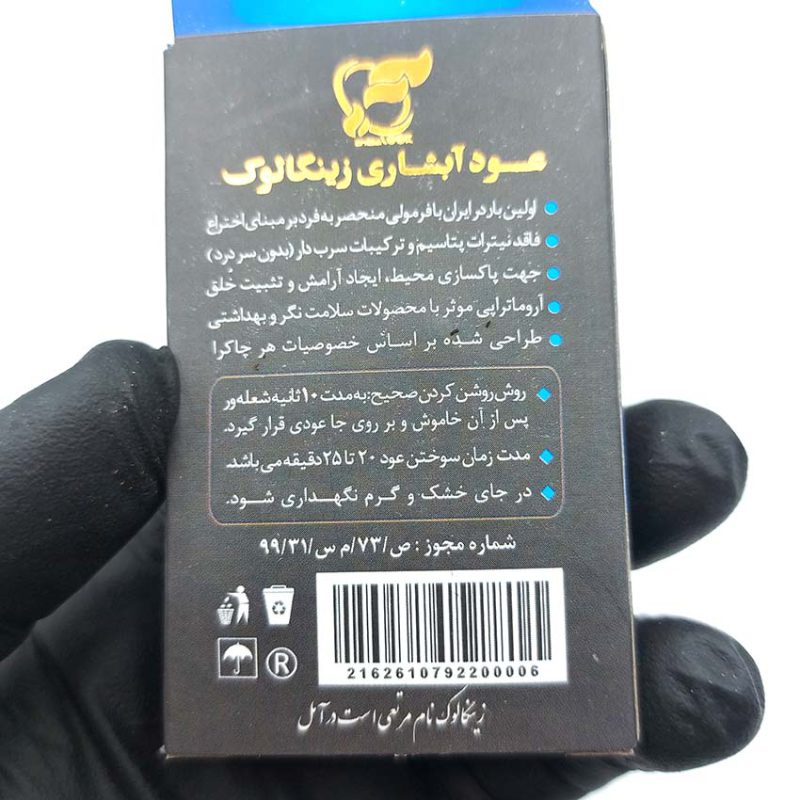 عود آبشاری زینگالوک
اولین بار در ایران با فرمولی منحصر به فرد بر مبنای اختراع
فاقد نیترات پتاسیم و ترکیبات سرب دار (بدون سر درد)
جهت پاکسازی محیط، ایجاد آرامش و تثبیت خُلق
آروماتراپی موثر با محصولات سلامت نگر و بهداشتی
طراحی شده بر اساس خصوصیات هر چاکرا
روش روشن کردن صحیح: به مدت ۱۰ ثانیه شعله ور
پس از آن خاموش و بر روی جا عودی قرار گیرد.
مدت زمان سوختن عود ۲۰ تا ۲۵ دقیقه می باشد.
در جای خشک و گرم نگهداری شود.
شماره مجوز : ص/۷۳/م س/۹۹/۳۱
2162610792200006
®
زینگالوک نام مرتعی است در آمل